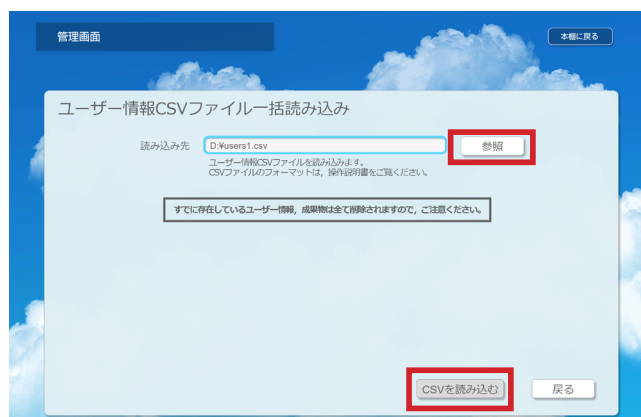 管理画面
本棚に戻る
ユーザー情報CSVファイル一括読み込み
読み込み先
D:¥users1.csv
参照
ユーザー情報CSVファイルを読み込みます。
CSVファイルのフォーマットは，操作説明書をご覧ください。
すでに存在しているユーザー情報，成果物は全て削除されますので，ご注意ください。
CSVを読み込む
戻る